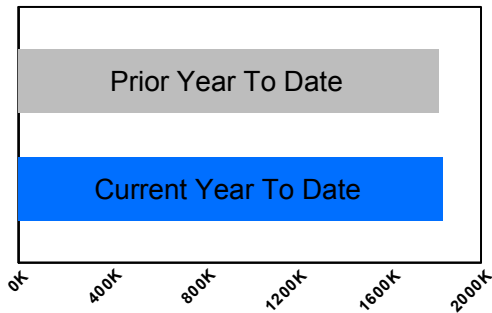 Prior Year To Date
Current Year To Date
0K 400K 800K 1200K 1600K 2000K